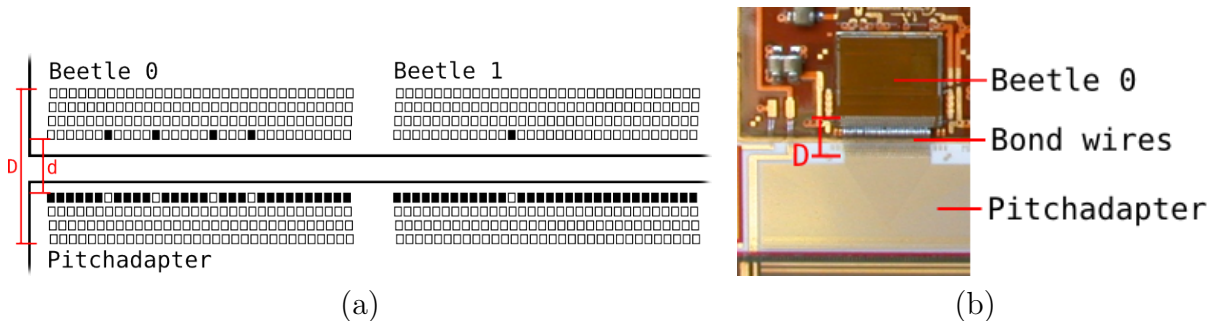 Beetle 0
Beetle 1
D
d
Pitchadapter
(a)
Beetle 0
Bond wires
D
Pitchadapter
(b)